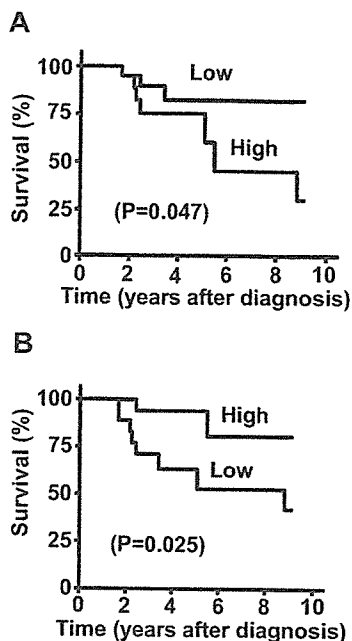 A
100
75
50
25
0
Survival (%)
Low
High
(P=0.047)
0 2 4 6 8 10
Time (years after diagnosis)
B
100
75
50
25
0
Survival (%)
High
Low
(P=0.025)
0 2 4 6 8 10
Time (years after diagnosis)